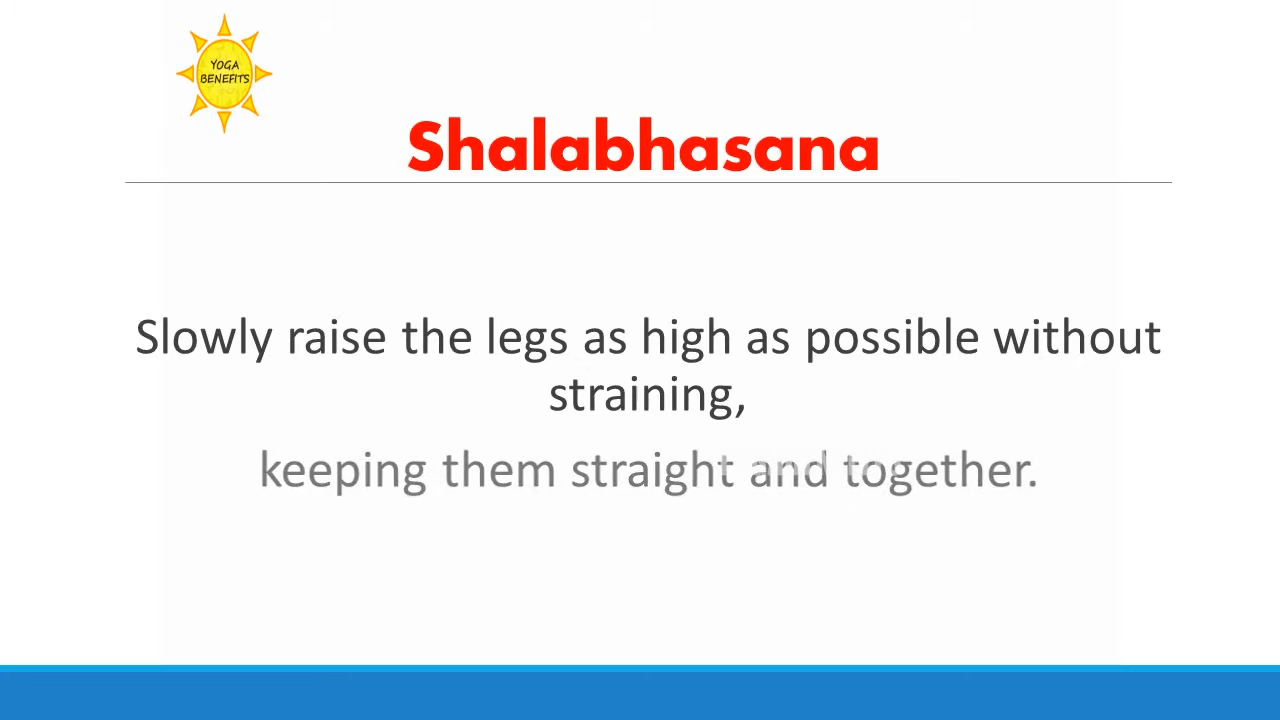 YOGA
BENEFITS
Shalabhasana
Slowly raise the legs as high as possible without
straining,
keeping them straight and together.